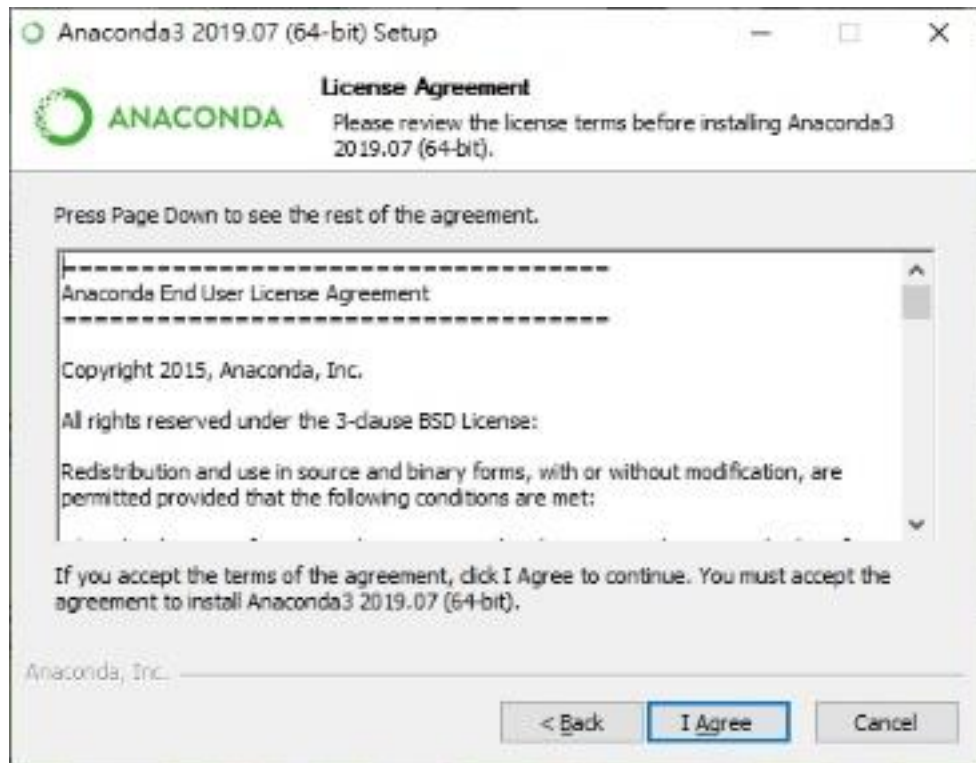 Anaconda3 2019.07 (64-bit) Setup
ANACONDA
License Agreement
Please review the license terms before installing Anaconda3
2019.07 (64-bit).
Press Page Down to see the rest of the agreement.
===================================
Anaconda End User License Agreement
===================================
Copyright 2015, Anaconda, Inc.
All rights reserved under the 3-clause BSD License:
Redistribution and use in source and binary forms, with or without modification, are
permitted provided that the following conditions are met:
If you accept the terms of the agreement, click I Agree to continue. You must accept the
agreement to install Anaconda3 2019.07 (64-bit).
Anaconda, Inc.
< Back
I Agree
Cancel